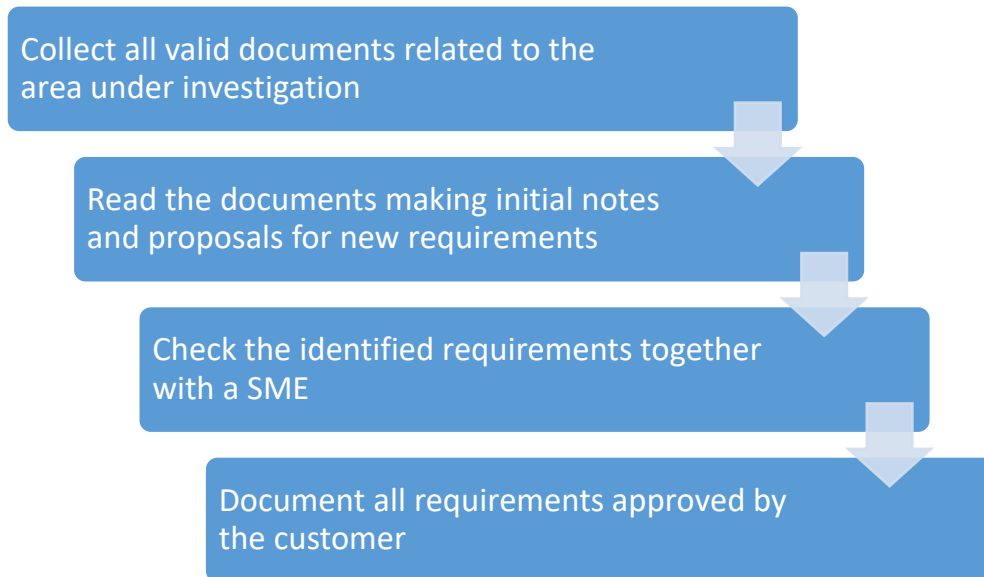 Collect all valid documents related to the
area under investigation
Read the documents making initial notes
and proposals for new requirements
Check the identified requirements together
with a SME
Document all requirements approved by
the customer